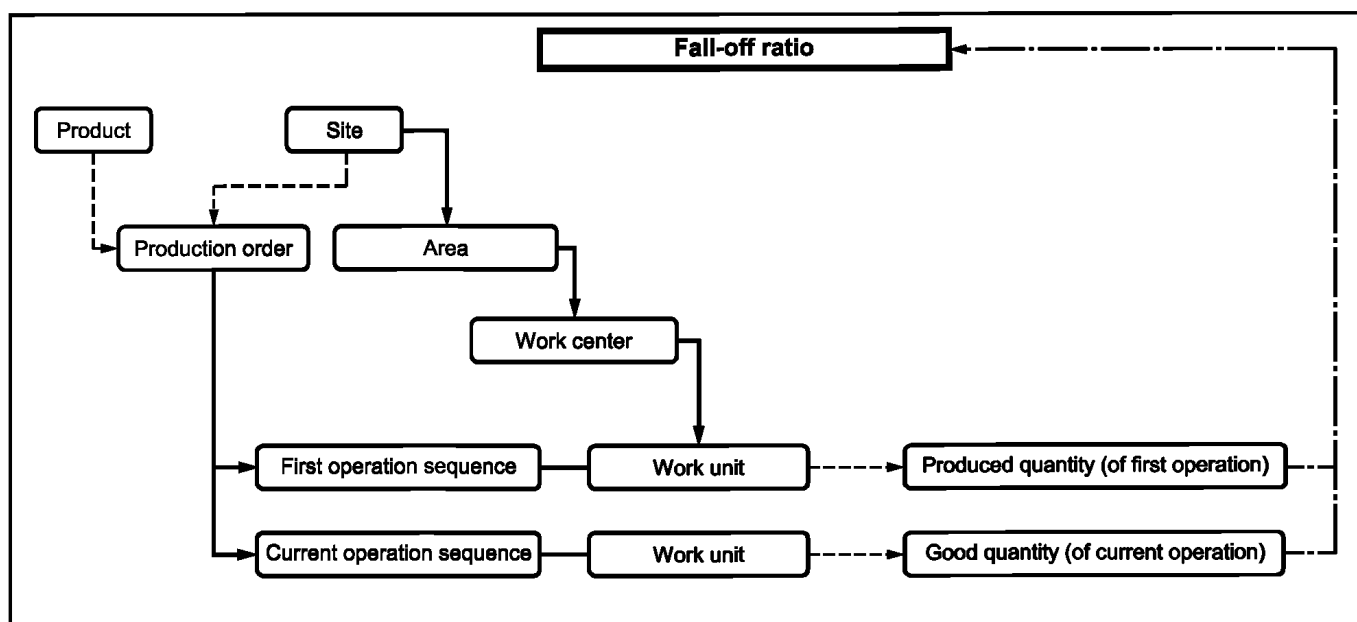 Fall-off ratio
Product
Site
Production order
Area
Work center
First operation sequence
Work unit
Produced quantity (of first operation)
Current operation sequence
Work unit
Good quantity (of current operation)